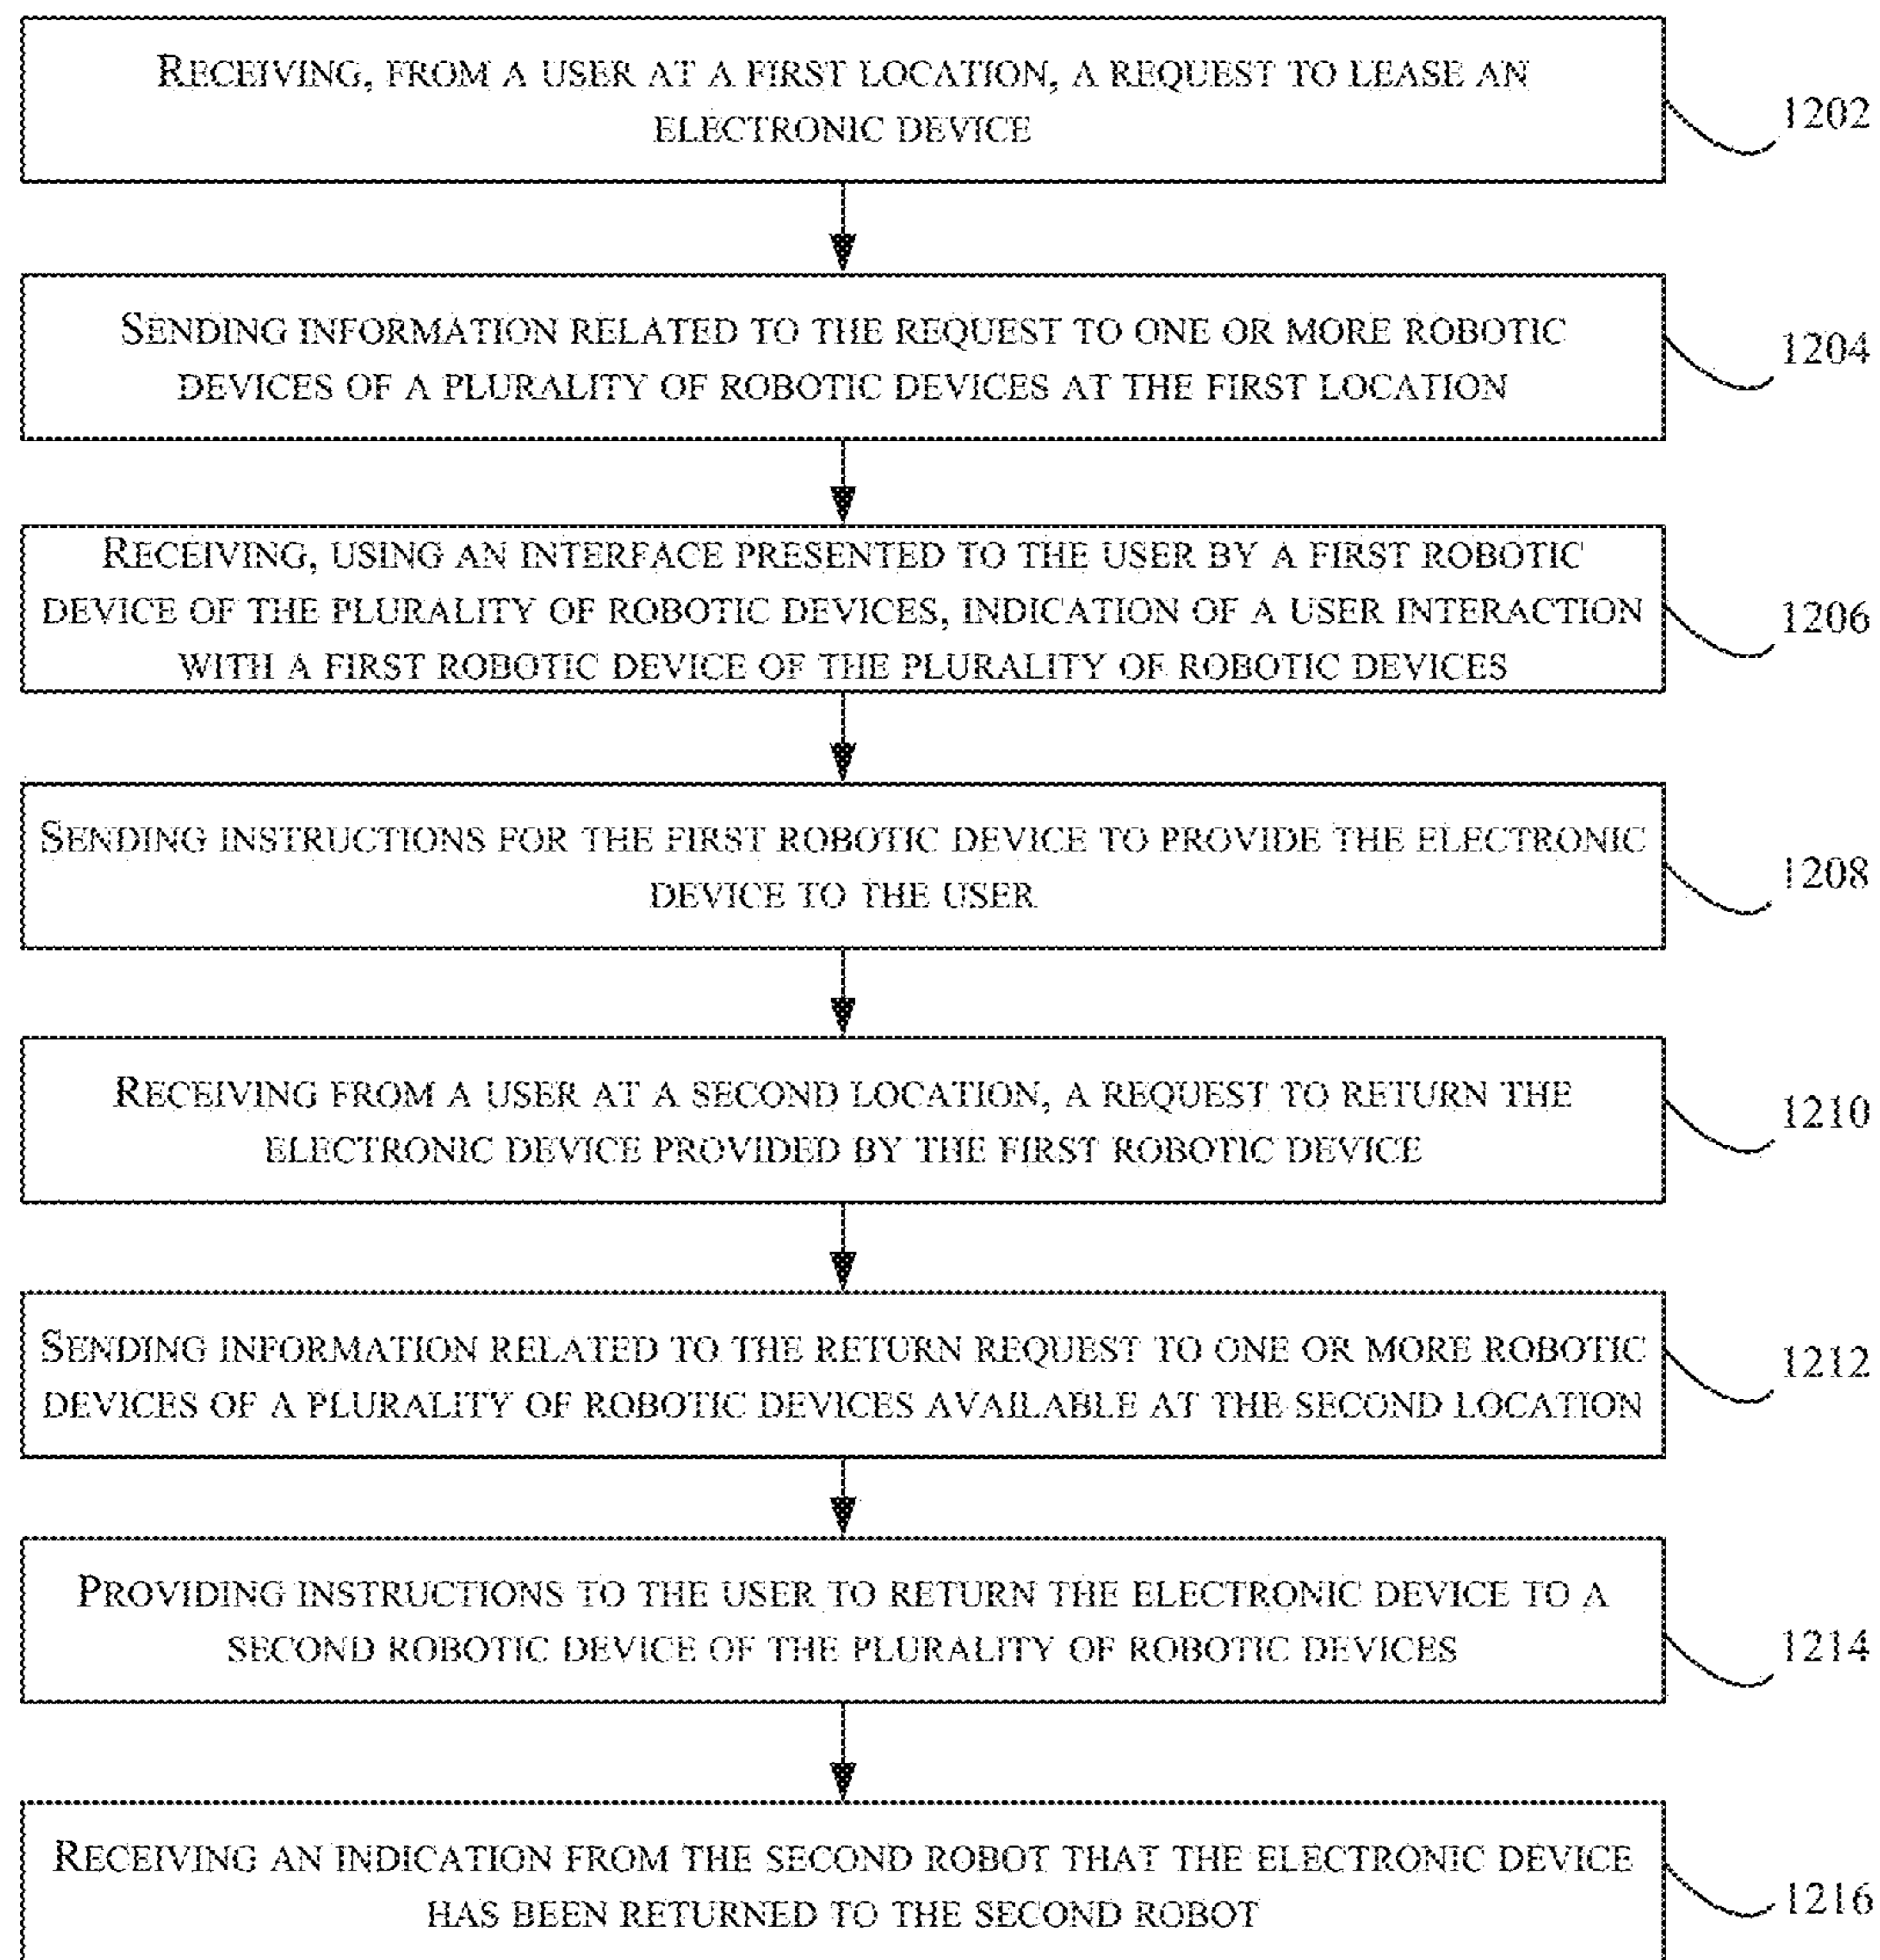 RECEIVING, FROM A USER AT A FIRST LOCATION, A REQUEST TO LEASE AN
ELECTRONIC DEVICE
1202
SENDING INFORMATION RELATED TO THE REQUEST TO ONE OR MORE ROBOTIC
DEVICES OF A PLURALITY OF ROBOTIC DEVICES AT THE FIRST LOCATION
1204
RECEIVING, USING AN INTERFACE PRESENTED TO THE USER BY A FIRST ROBOTIC
DEVICE OF THE PLURALITY OF ROBOTIC DEVICES, INDICATION OF A USER INTERACTION
WITH A FIRST ROBOTIC DEVICE OF THE PLURALITY OF ROBOTIC DEVICES
1206
SENDING INSTRUCTIONS FOR THE FIRST ROBOTIC DEVICE TO PROVIDE THE ELECTRONIC
DEVICE TO THE USER
1208
RECEIVING FROM A USER AT A SECOND LOCATION, A REQUEST TO RETURN THE
ELECTRONIC DEVICE PROVIDED BY THE FIRST ROBOTIC DEVICE
1210
SENDING INFORMATION RELATED TO THE RETURN REQUEST TO ONE OR MORE ROBOTIC
DEVICES OF A PLURALITY OF ROBOTIC DEVICES AVAILABLE AT THE SECOND LOCATION
1212
PROVIDING INSTRUCTIONS TO THE USER TO RETURN THE ELECTRONIC DEVICE TO A
SECOND ROBOTIC DEVICE OF THE PLURALITY OF ROBOTIC DEVICES
1214
RECEIVING AN INDICATION FROM THE SECOND ROBOT THAT THE ELECTRONIC DEVICE
HAS BEEN RETURNED TO THE SECOND ROBOT
1216